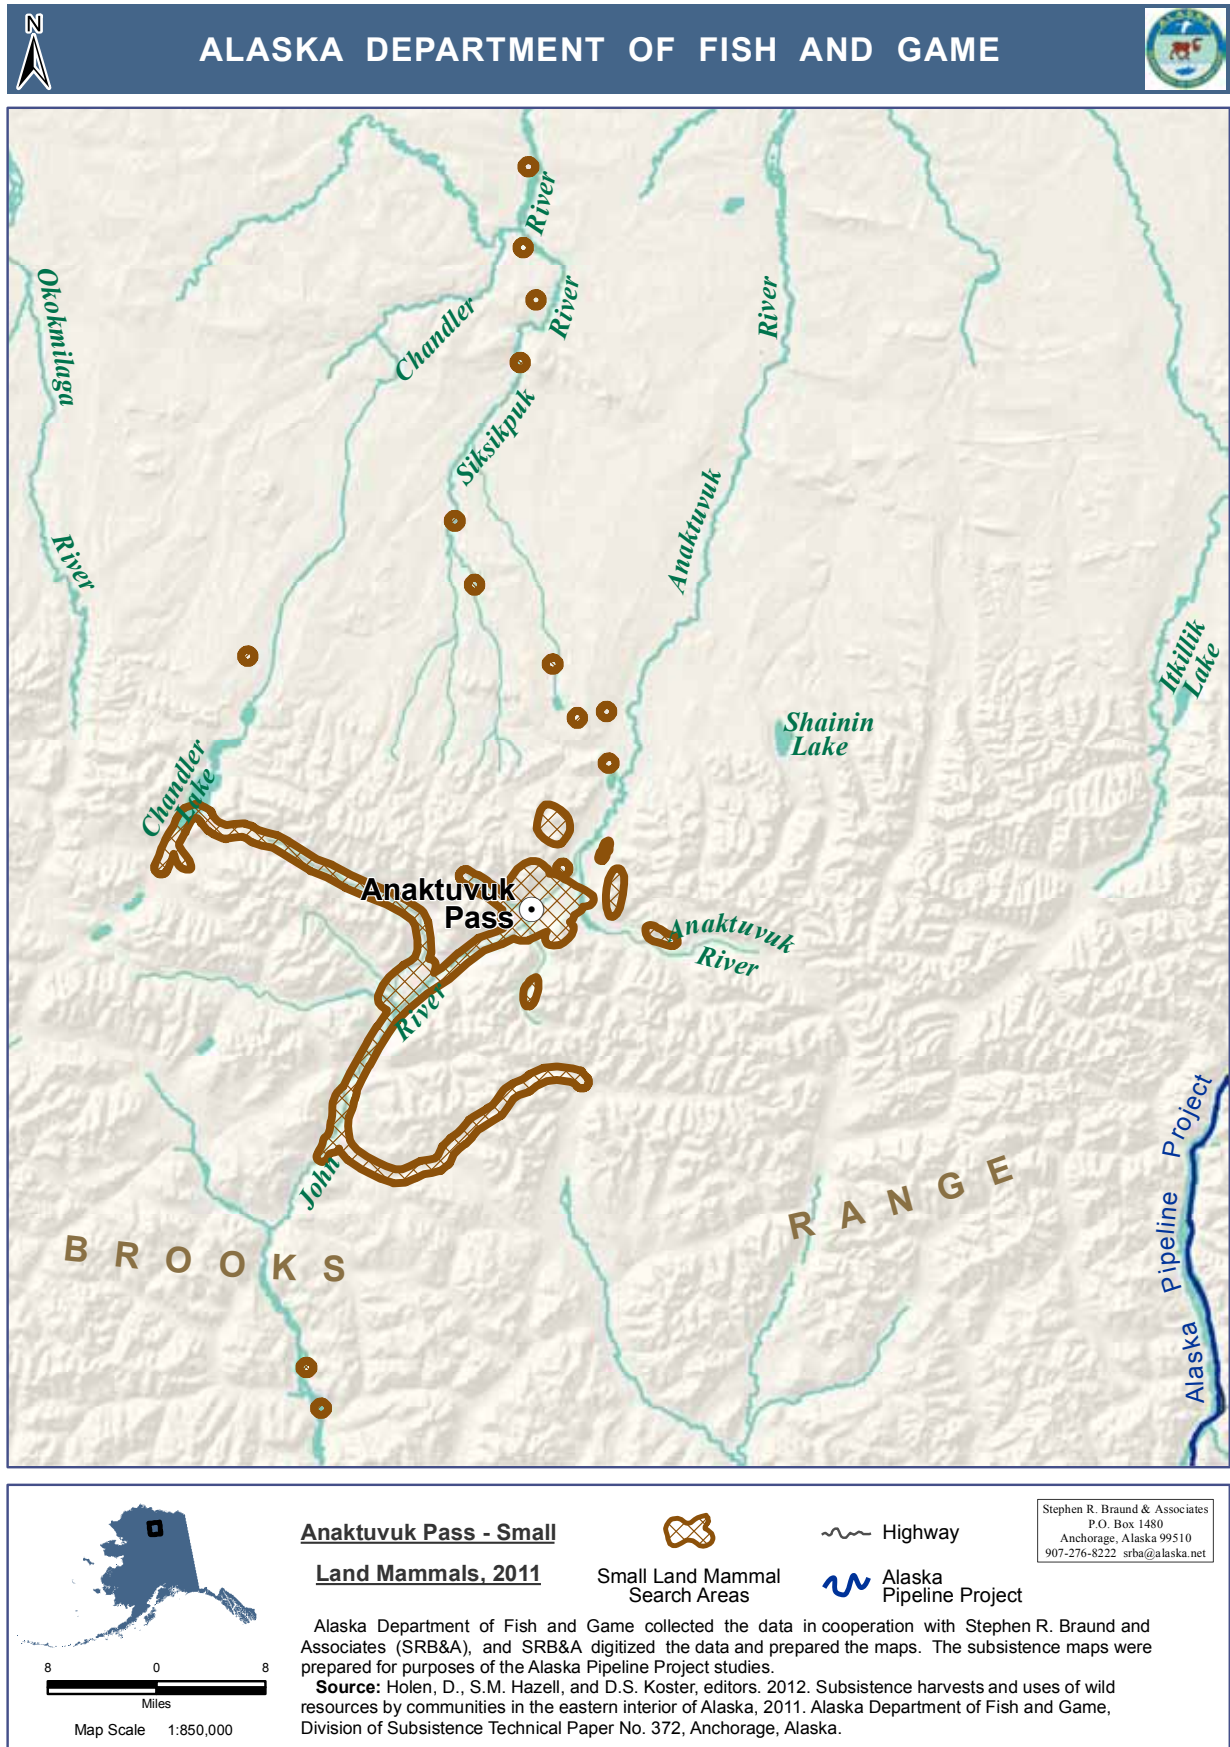 N
ALASKA DEPARTMENT OF FISH AND GAME
ALASKA
River
River
River
Okokmilaga
Chandler
Siksikpuk
Anaktuvuk
River
Itkillik
Lake
Shainin
Lake
Chandler
Lake
Anaktuvuk
Pass
Anaktuvuk
River
River
John
BROOKS
RANGE
Alaska Pipeline Project
Anaktuvuk Pass - Small
Land Mammals, 2011
Small Land Mammal
Search Areas
Highway
Alaska
Pipeline Project
Stephen R. Braund & Associates
P.O. Box 1480
Anchorage, Alaska 99510
907-276-8222 srba@alaska.net
8 0 8
Miles
Map Scale 1:850,000
Alaska Department of Fish and Game collected the data in cooperation with Stephen R. Braund and
Associates (SRB&A), and SRB&A digitized the data and prepared the maps. The subsistence maps were
prepared for purposes of the Alaska Pipeline Project studies.
Source: Holen, D., S.M. Hazell, and D.S. Koster, editors. 2012. Subsistence harvests and uses of wild
resources by communities in the eastern interior of Alaska, 2011. Alaska Department of Fish and Game,
Division of Subsistence Technical Paper No. 372, Anchorage, Alaska.